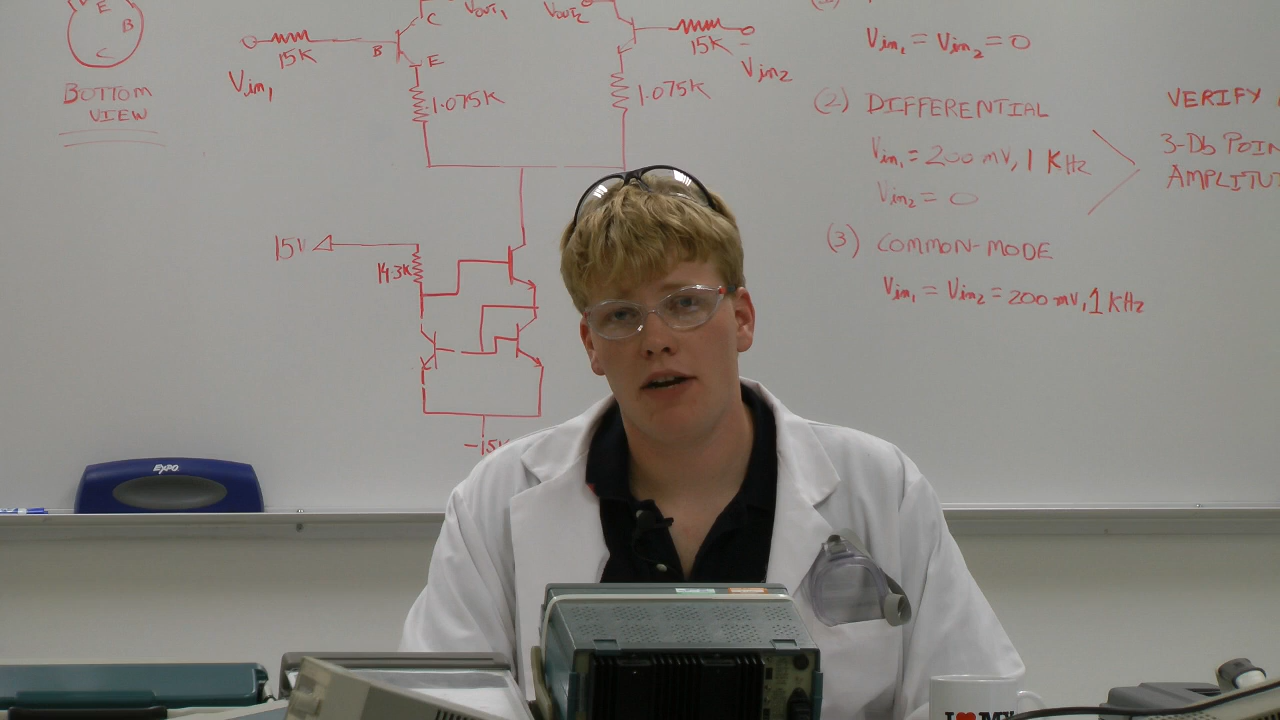 E
B
C
BOTTOM
VIEW
15K
Vin1
B
C
E
1.075K
Vout1
Vout2
15K
Vin2
1.075K
15V
14.3K
-15V
Vin1 = Vin2 = 0
(2) DIFFERENTIAL
Vin1 = 200 mV, 1 KHz
Vin2 = 0
(3) COMMON-MODE
Vin1 = Vin2 = 200 mV, 1 KHz
VERIFY
3-Db POIN
AMPLITU
EXPO
I MY